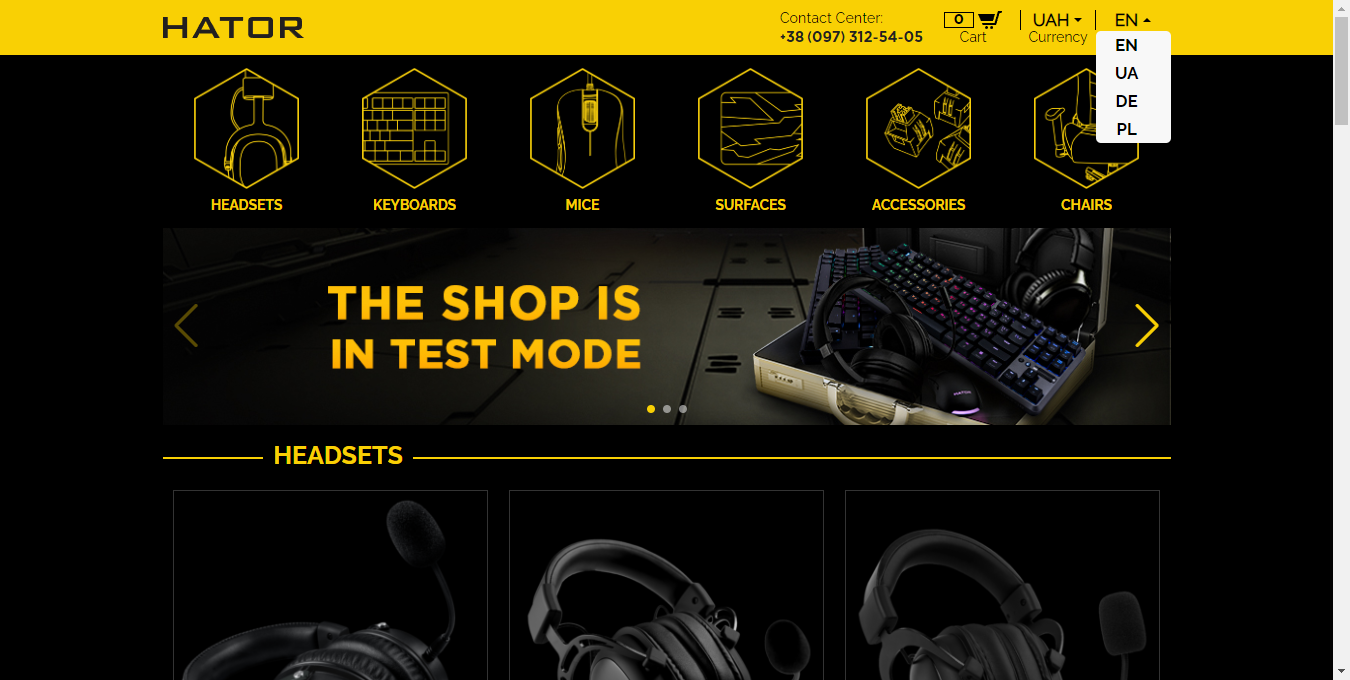 HATOR
Contact Center:
+38 (097) 312-54-05
0
Cart
UAH
Currency
EN
EN
UA
DE
PL
HEADSETS
KEYBOARDS
MICE
SURFACES
ACCESSORIES
CHAIRS
THE SHOP IS
IN TEST MODE
HATOR
HEADSETS